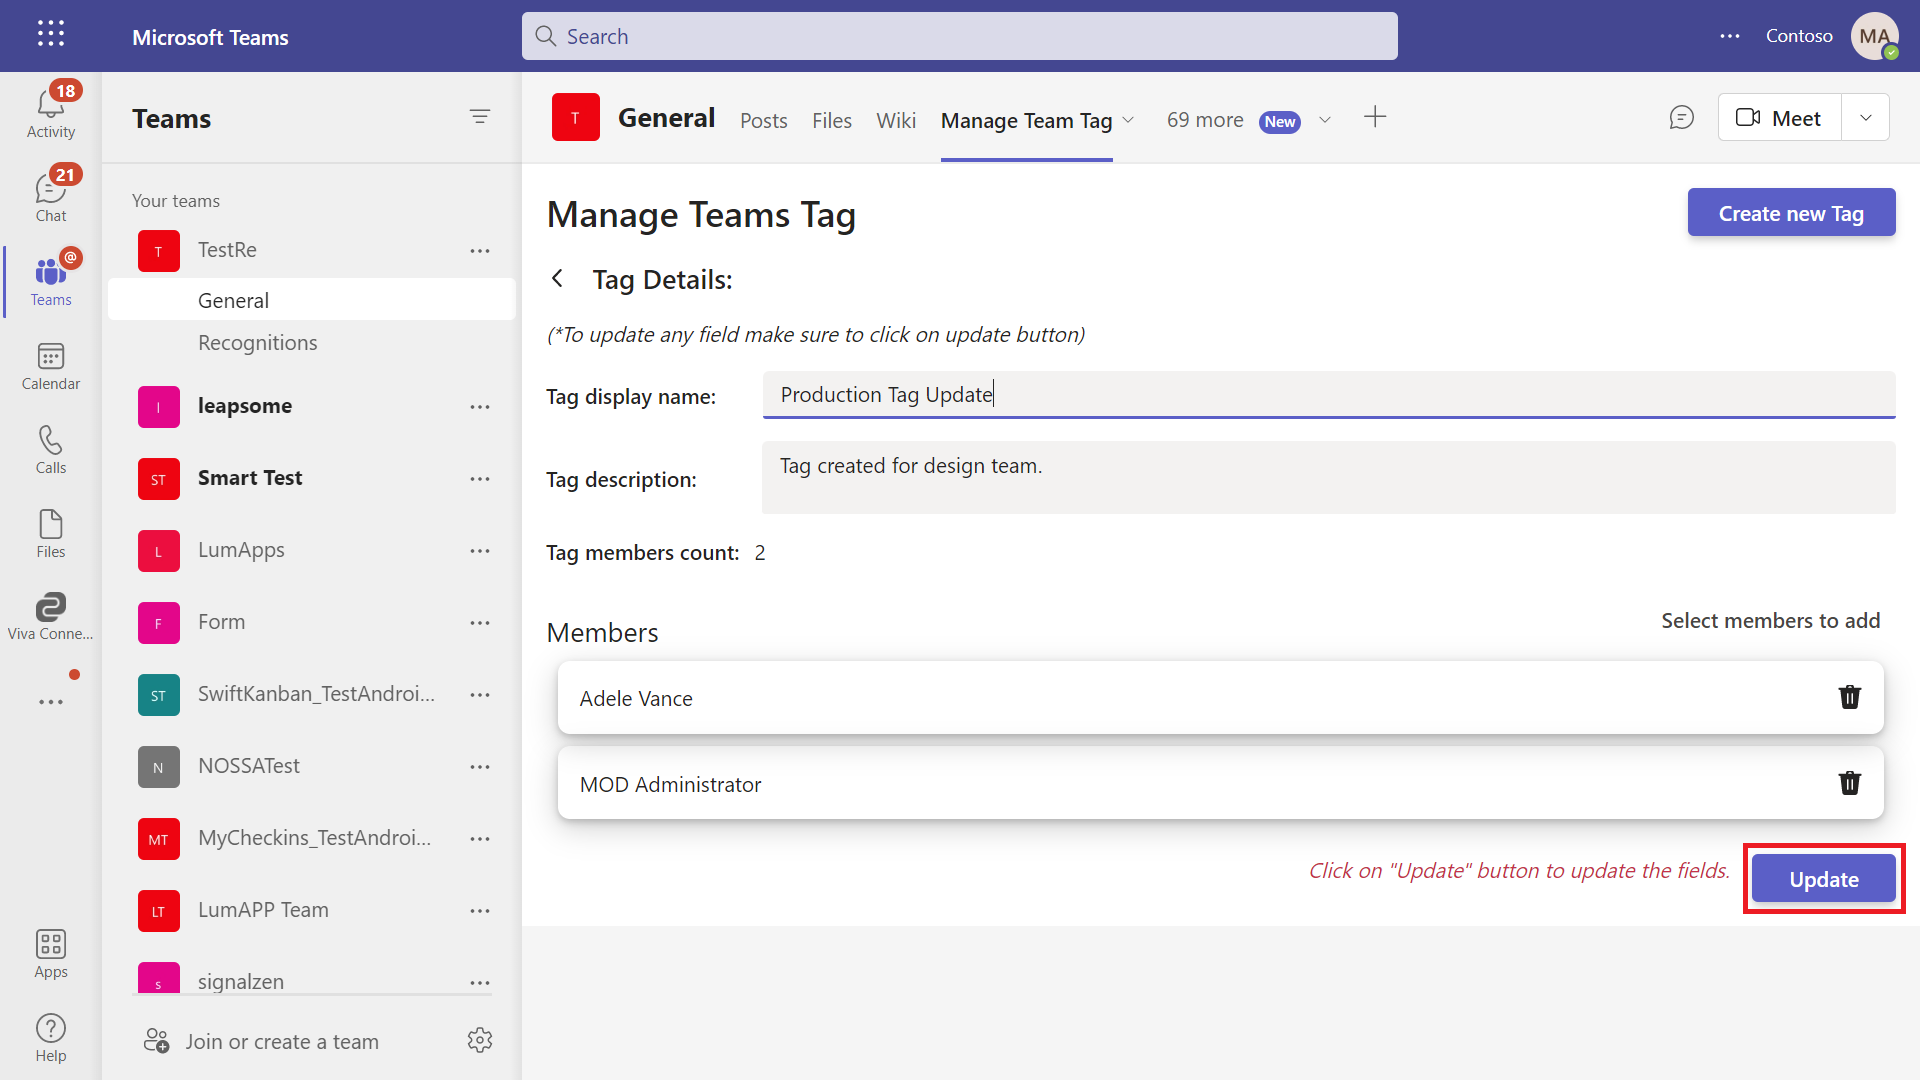 Microsoft Teams
Search
Contoso
MA
18
Activity
21
Chat
@
Teams
Calendar
Calls
Files
Viva Conne...
Apps
Help
Teams
Your teams
T
TestRe
General
Recognitions
l
leapsome
ST
Smart Test
L
LumApps
F
Form
ST
SwiftKanban_TestAndroi...
N
NOSSATest
MT
MyCheckins_TestAndroi...
LT
LumAPP Team
s
signalzen
Join or create a team
T
General
Posts
Files
Wiki
Manage Team Tag
69 more
New
Meet
Manage Teams Tag
Create new Tag
Tag Details:
(*To update any field make sure to click on update button)
Tag display name:
Production Tag Update
Tag description:
Tag created for design team.
Tag members count: 2
Members
Select members to add
Adele Vance
MOD Administrator
Click on "Update" button to update the fields.
Update